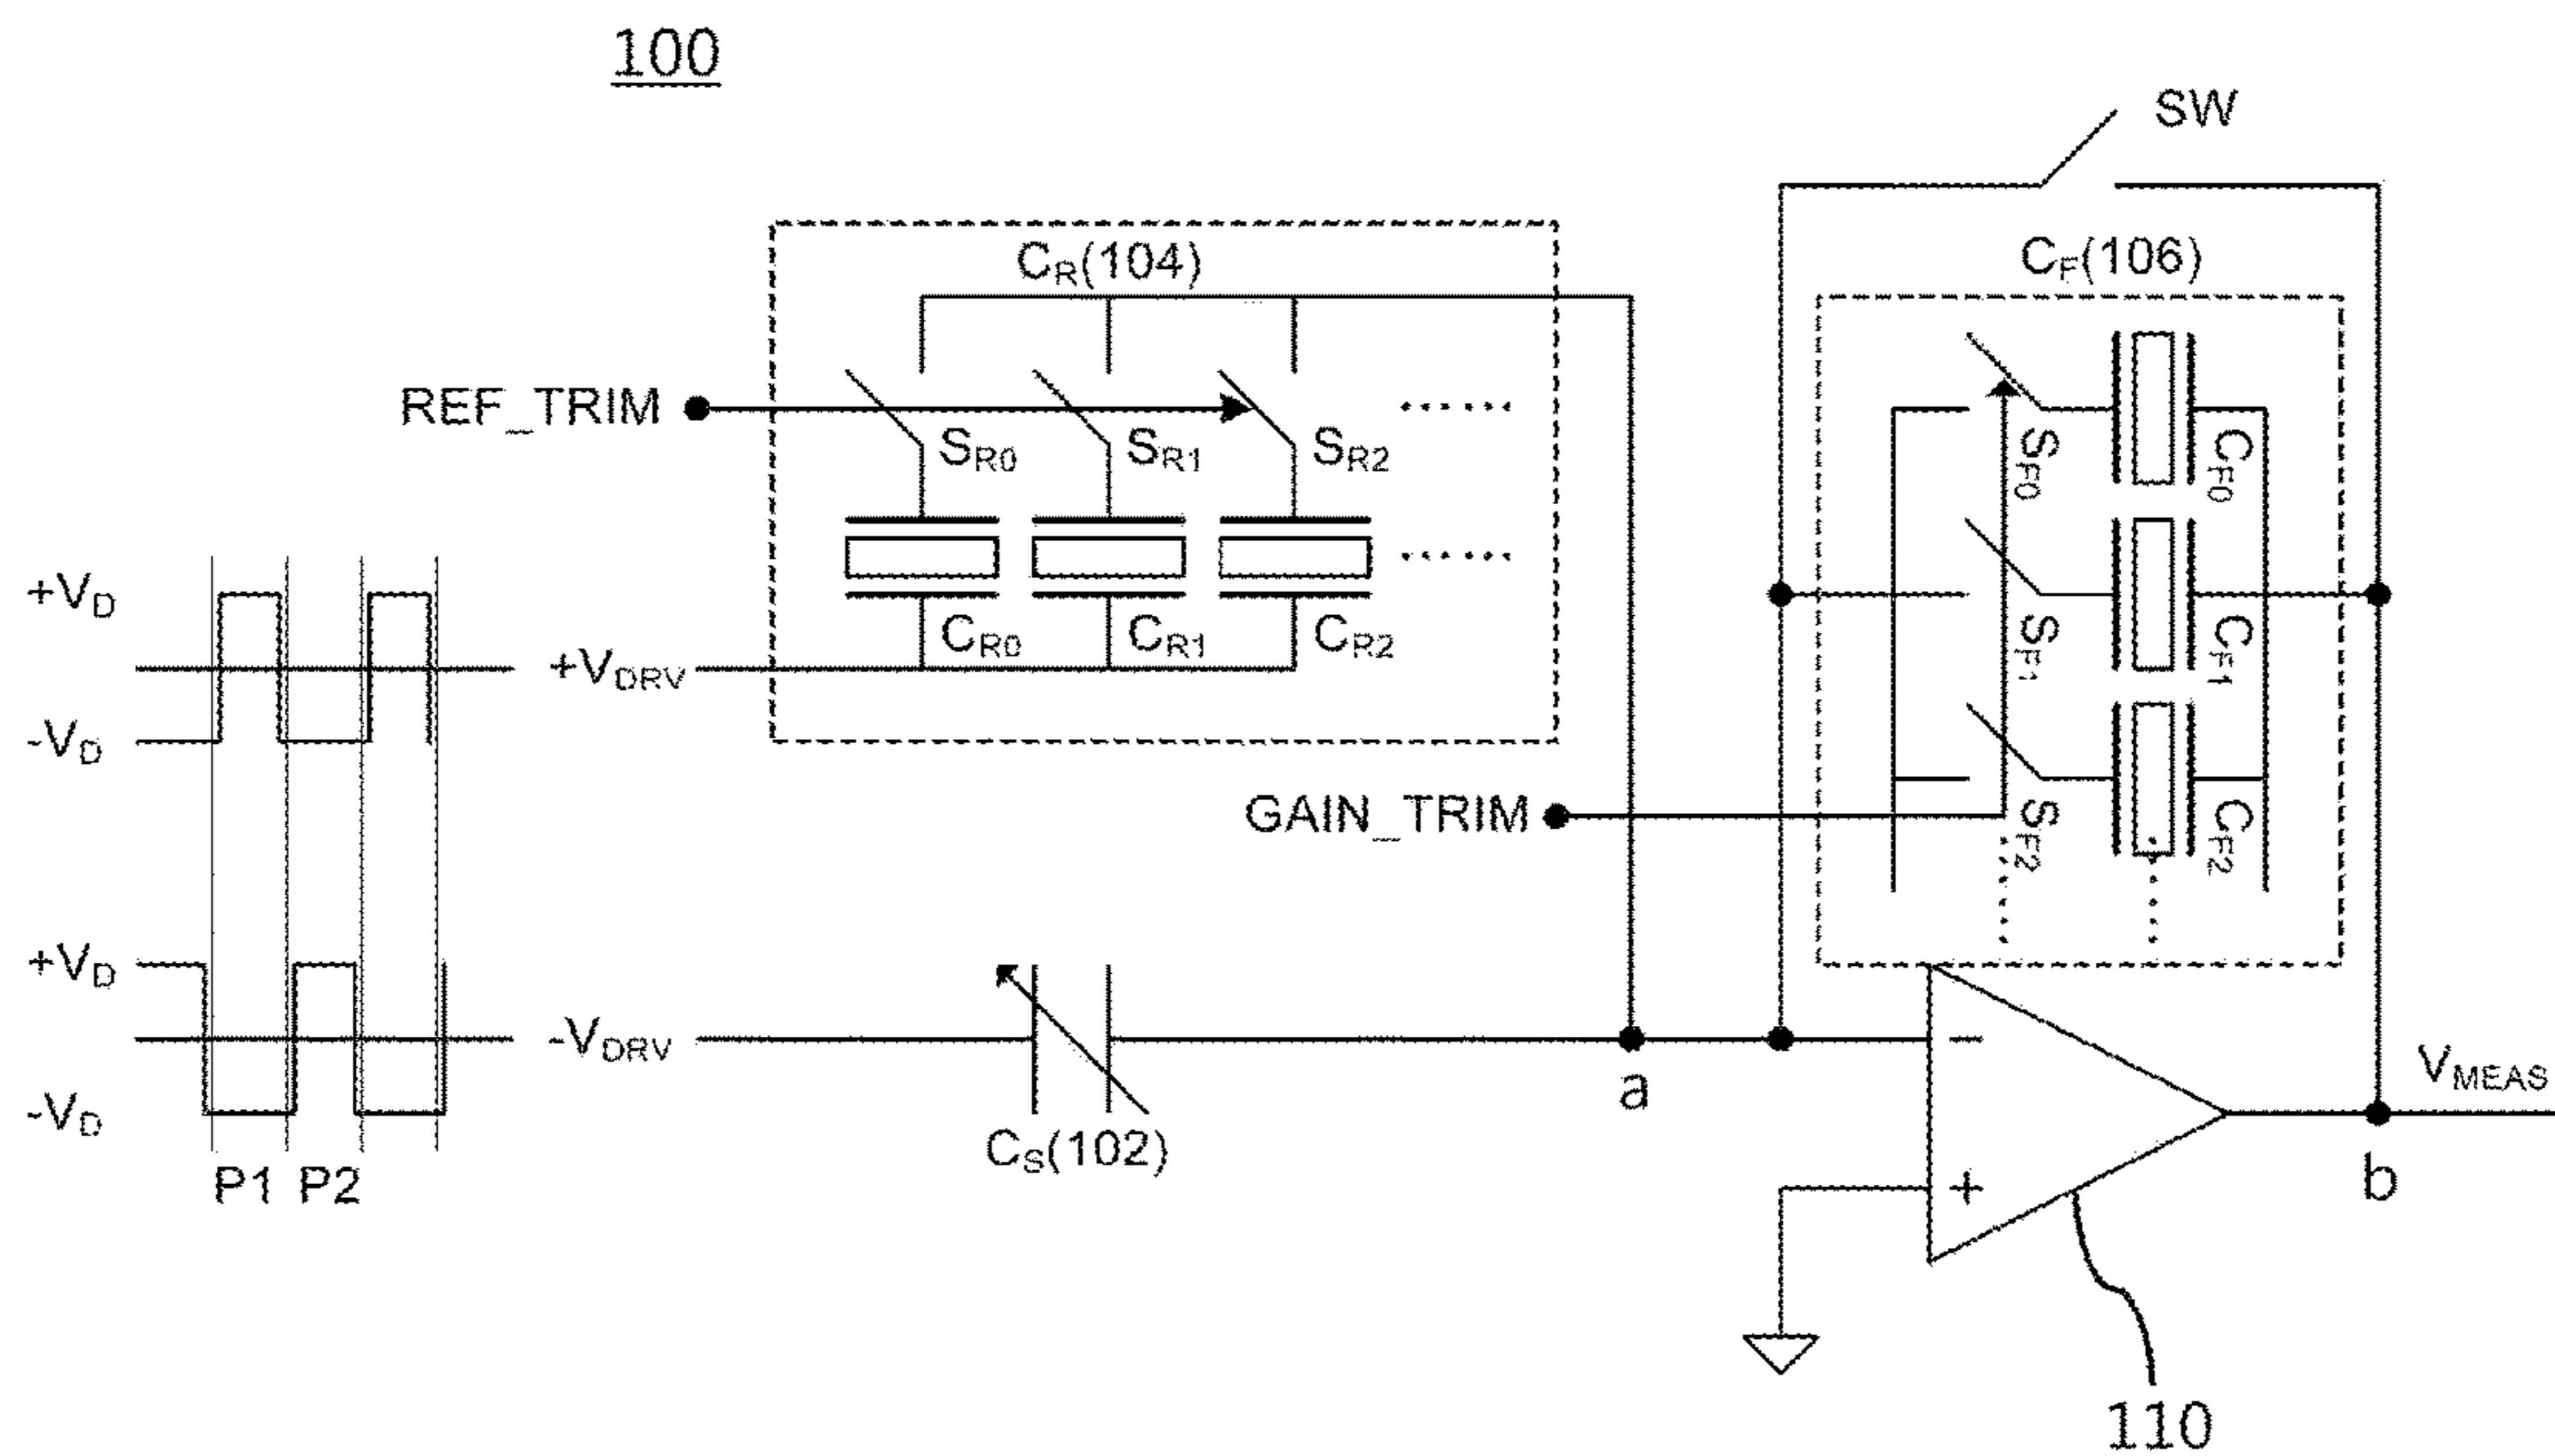 100
SW
C_R(104)
C_F(106)
REF_TRIM
S_R0
S_R1
S_R2
......
S_F0
C_F0
......
+V_D
C_R0
C_R1
C_R2
S_F1
C_F1
+V_DRV
-V_D
GAIN_TRIM
S_F2
C_F2
+V_D
-V_DRV
−
a
V_MEAS
-V_D
C_S(102)
P1 P2
+
b
110